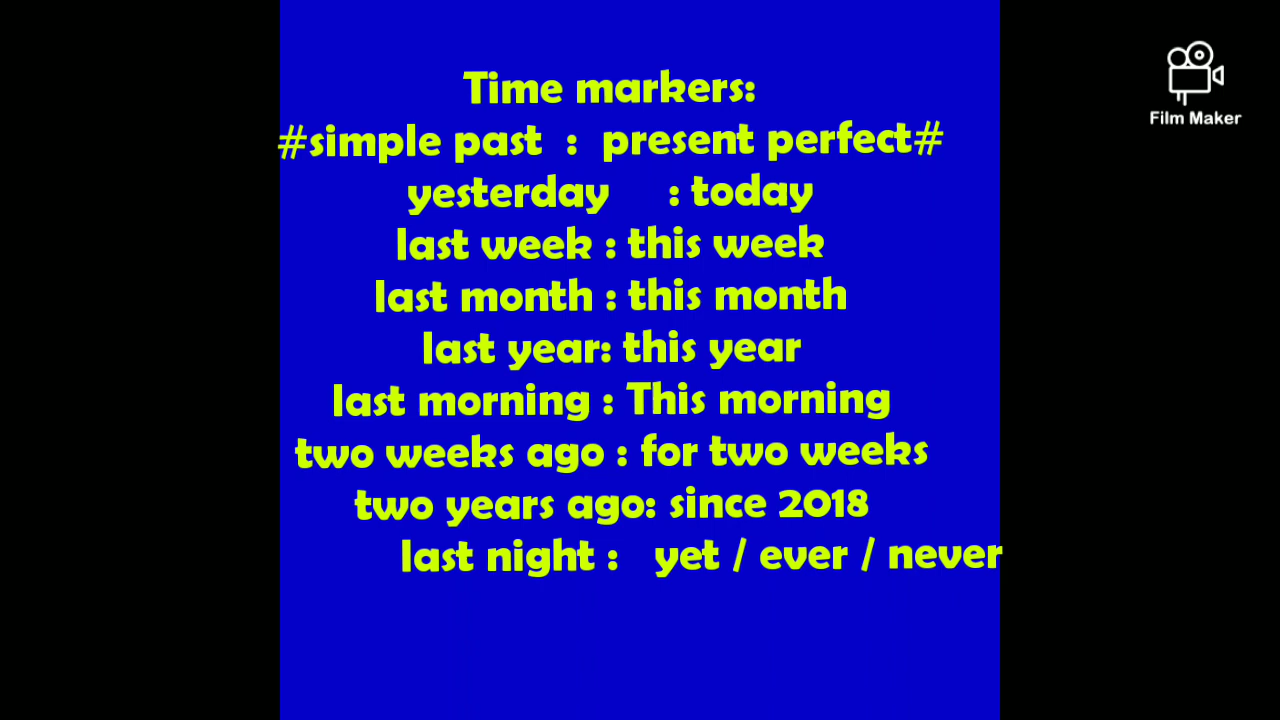 Time markers:
#simple past : present perfect#
yesterday : today
last week : this week
last month : this month
last year: this year
last morning : This morning
two weeks ago : for two weeks
two years ago: since 2018
last night : yet / ever / never
Film Maker